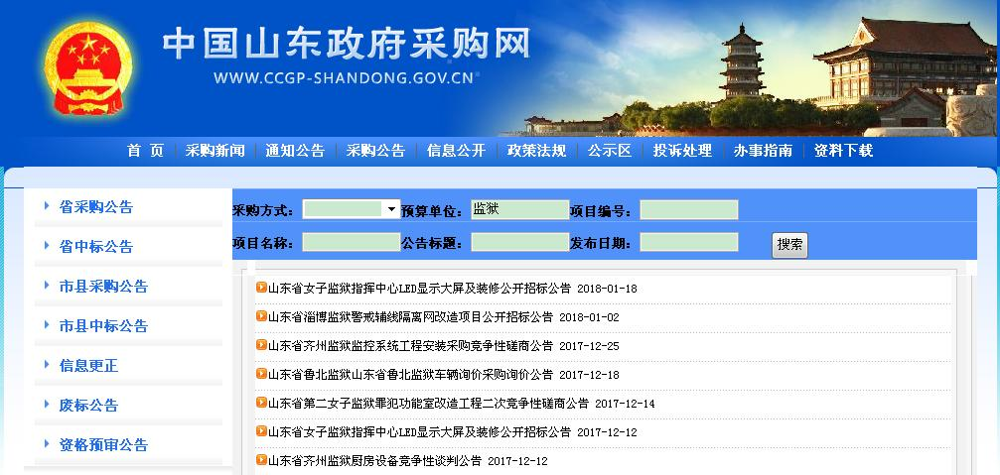 中国山东政府采购网
WWW.CCGP-SHANDONG.GOV.CN
首 页 采购新闻 通知公告 采购公告 信息公开 政策法规 公示区 投诉处理 办事指南 资料下载
省采购公告
省中标公告
市县采购公告
市县中标公告
信息更正
废标公告
资格预审公告
采购方式： 预算单位： 监狱 项目编号：
项目名称： 公告标题： 发布日期： 搜索
山东省女子监狱指挥中心LED显示大屏及装修公开招标公告 2018-01-18
山东省淄博监狱警戒辅线隔离网改造项目公开招标公告 2018-01-02
山东省齐州监狱监控系统工程安装采购竞争性磋商公告 2017-12-25
山东省鲁北监狱山东省鲁北监狱车辆询价采购询价公告 2017-12-18
山东省第二女子监狱罪犯功能室改造工程二次竞争性磋商公告 2017-12-14
山东省女子监狱指挥中心LED显示大屏及装修公开招标公告 2017-12-12
山东省齐州监狱厨房设备竞争性谈判公告 2017-12-12